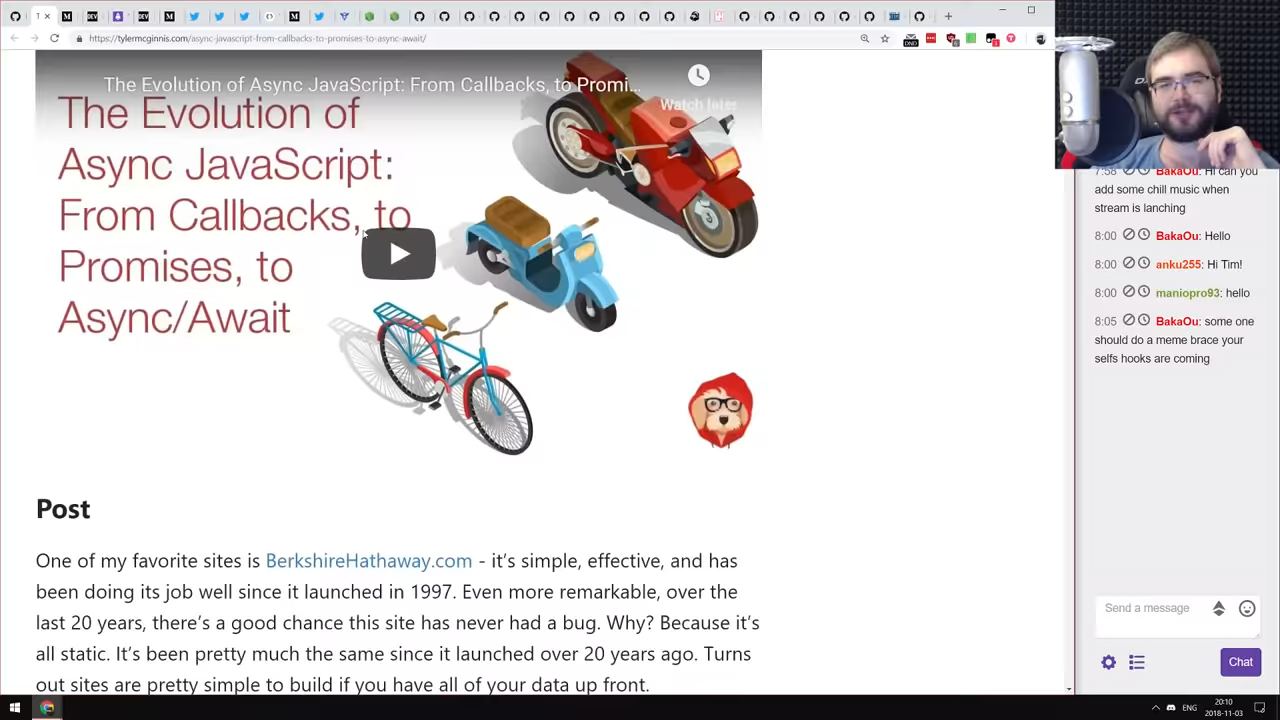 https://tylermcginnis.com/async-javascript-from-callbacks-to-promises-to-async-await/
The Evolution of Async JavaScript: From Callbacks, to Promi...
Watch later
The Evolution of
Async JavaScript:
From Callbacks, to
Promises, to
Async/Await
Post
One of my favorite sites is BerkshireHathaway.com - it's simple, effective, and has
been doing its job well since it launched in 1997. Even more remarkable, over the
last 20 years, there's a good chance this site has never had a bug. Why? Because it's
all static. It's been pretty much the same since it launched over 20 years ago. Turns
out sites are pretty simple to build if you have all of your data up front.
7:58 BakaOu: Hi can you
add some chill music when
stream is lanching
8:00 BakaOu: Hello
8:00 anku255: Hi Tim!
8:00 maniopro93: hello
8:05 BakaOu: some one
should do a meme brace your
selfs hooks are coming
Send a message
Chat
ENG
20:10
2018-11-03